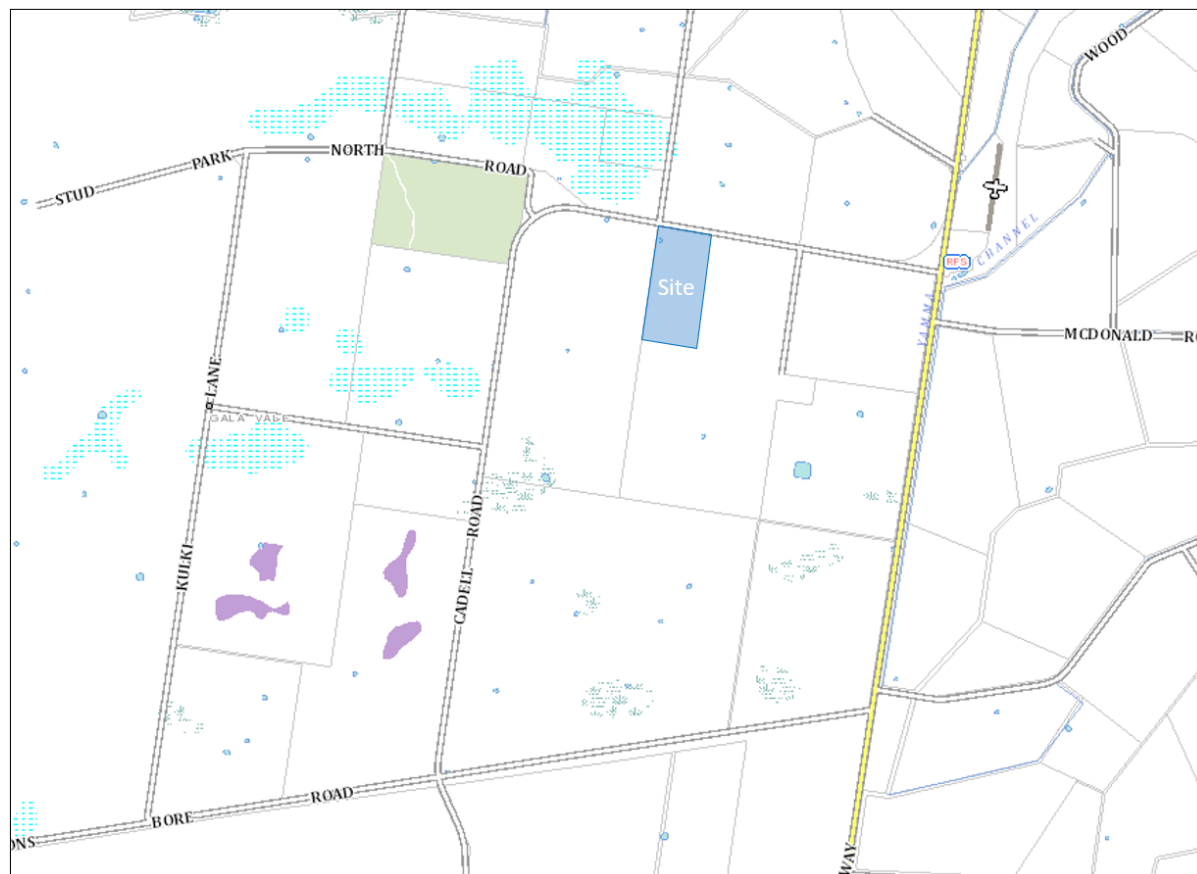 WOOD
STUD PARK NORTH ROAD
RFS
YAMMA CHANNEL
Site
MCDONALD RO
LANE
GALA VALE
KULKI
CADELL ROAD
ONS BORE ROAD
WAY